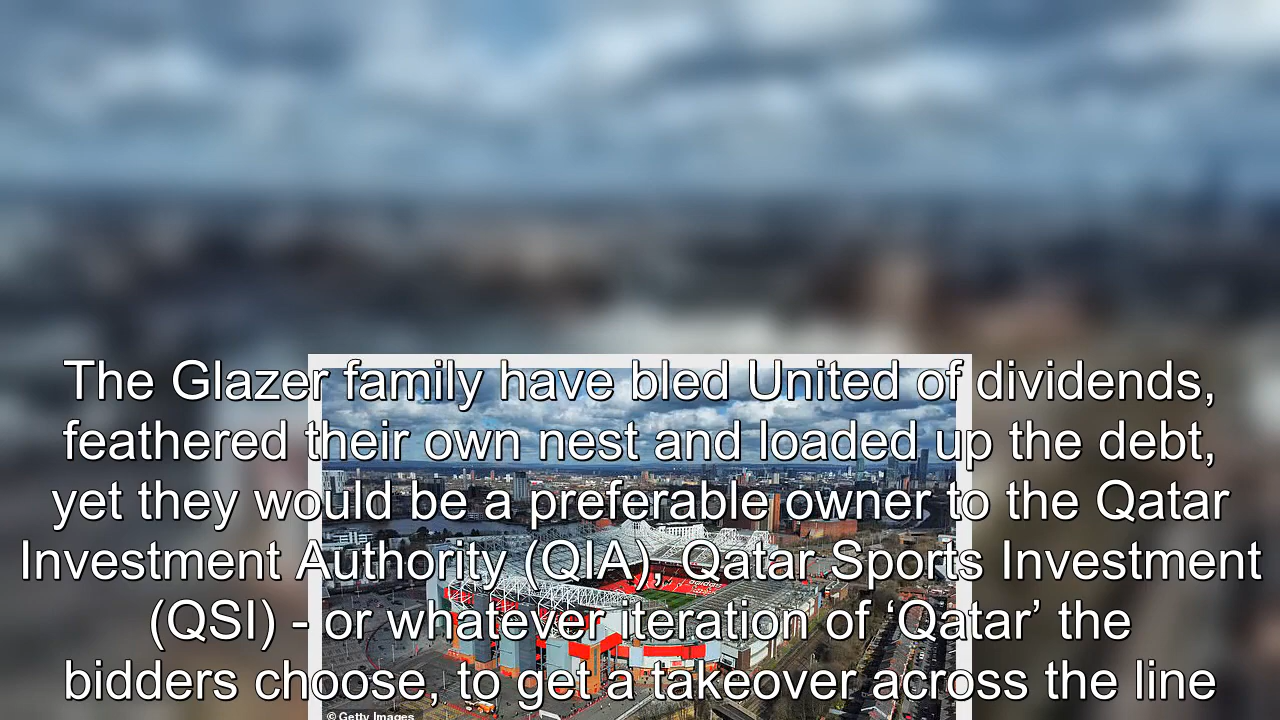 The Glazer family have bled United of dividends,
feathered their own nest and loaded up the debt,
yet they would be a preferable owner to the Qatar
Investment Authority (QIA), Qatar Sports Investment
(QSI) - or whatever iteration of ‘Qatar’ the
bidders choose, to get a takeover across the line
© Getty Images